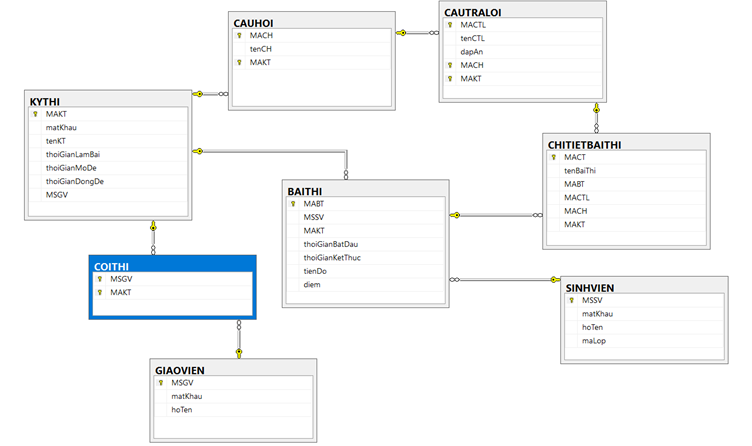 CAUHOI
MACH
tenCH
MAKT
CAUTRALOI
MACTL
tenCTL
dapAn
MACH
MAKT
KYTHI
MAKT
matKhau
tenKT
thoiGianLamBai
thoiGianMoDe
thoiGianDongDe
MSGV
CHITIETBAITHI
MACT
tenBaiThi
MABT
MACTL
MACH
MAKT
BAITHI
MABT
MSSV
MAKT
thoiGianBatDau
thoiGianKetThuc
tienDo
diem
COITHI
MSGV
MAKT
SINHVIEN
MSSV
matKhau
hoTen
maLop
GIAOVIEN
MSGV
matKhau
hoTen